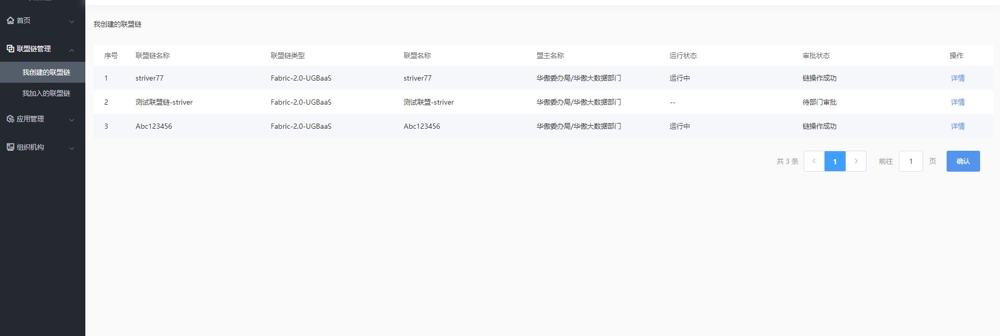 首页
联盟链管理
我创建的联盟链
我加入的联盟链
应用管理
组织机构
我创建的联盟链
序号 联盟链名称 联盟链类型 联盟名称 盟主名称 运行状态 审批状态 操作
1 striver77 Fabric-2.0-UGBaaS striver77 华傲委办局/华傲大数据部门 运行中 链操作成功 详情
2 测试联盟链-striver Fabric-2.0-UGBaaS 测试联盟-striver 华傲委办局/华傲大数据部门 -- 待部门审批 详情
3 Abc123456 Fabric-2.0-UGBaaS Abc123456 华傲委办局/华傲大数据部门 运行中 链操作成功 详情
共 3 条 1 前往 1 页 确认